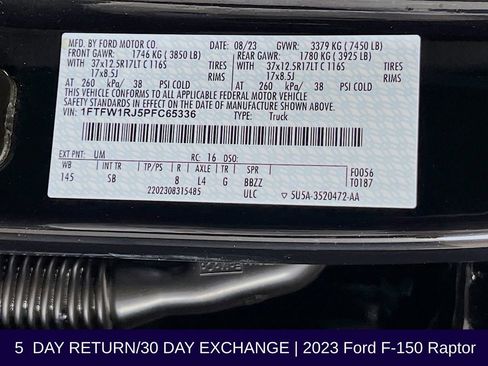 MFD. BY FORD MOTOR CO. 08/23 GVWR: 3379 KG ( 7450 LB)
FRONT GAWR: 1746 KG ( 3850 LB) REAR GAWR: 1780 KG ( 3925 LB)
WITH 37x12.5R17LT C 116S TIRES WITH 37x12.5R17LT C 116S TIRES
17x8.5J RIMS 17x8.5J RIMS
AT 260 kPa/ 38 PSI COLD AT 260 kPa/ 38 PSI COLD
THIS VEHICLE CONFORMS TO ALL APPLICABLE FEDERAL MOTOR VEHICLE
SAFETY AND THEFT PREVENTION STANDARDS IN EFFECT ON THE DATE OF
MANUFACTURE SHOWN ABOVE.
VIN: 1FTFW1RJ5PFC65336 TYPE: Truck
EXT PNT: UM RC: 16 DSO: F0056
WB BRK INT TR TP/PS R AXLE TR SPR T0187
145 SB 8 L4 G BBZZ
2202308315485 ULC 5U5A-3520472-AA
5 DAY RETURN/30 DAY EXCHANGE | 2023 Ford F-150 Raptor